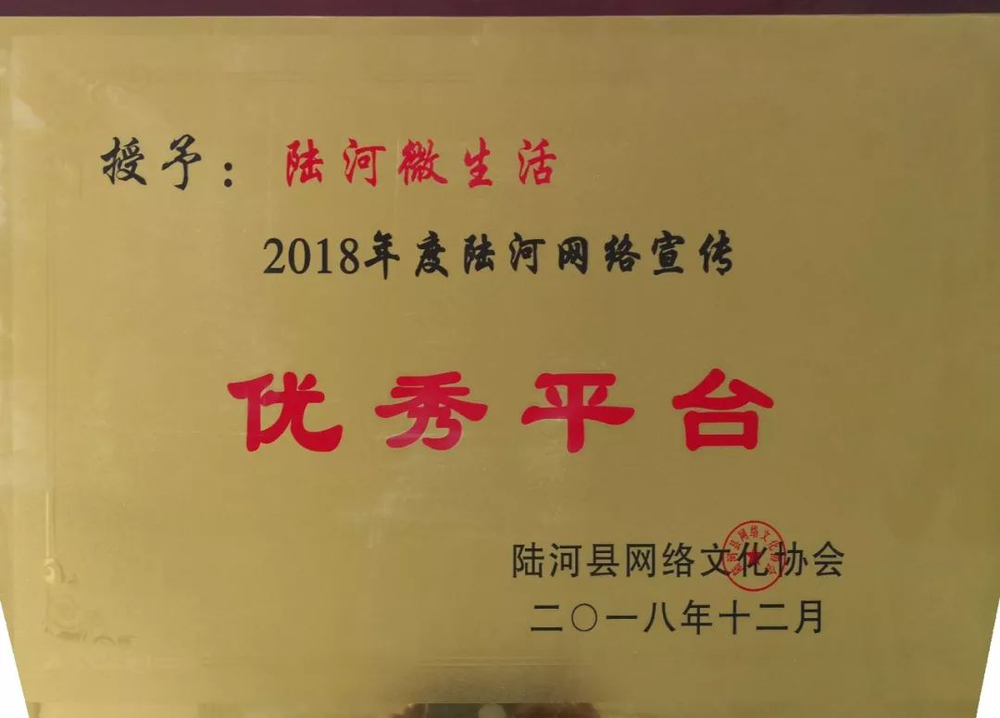 授予：陆河微生活
2018年度陆河网络宣传
优秀平台
陆河县网络文化协会
二〇一八年十二月
陆河县网络文化协会